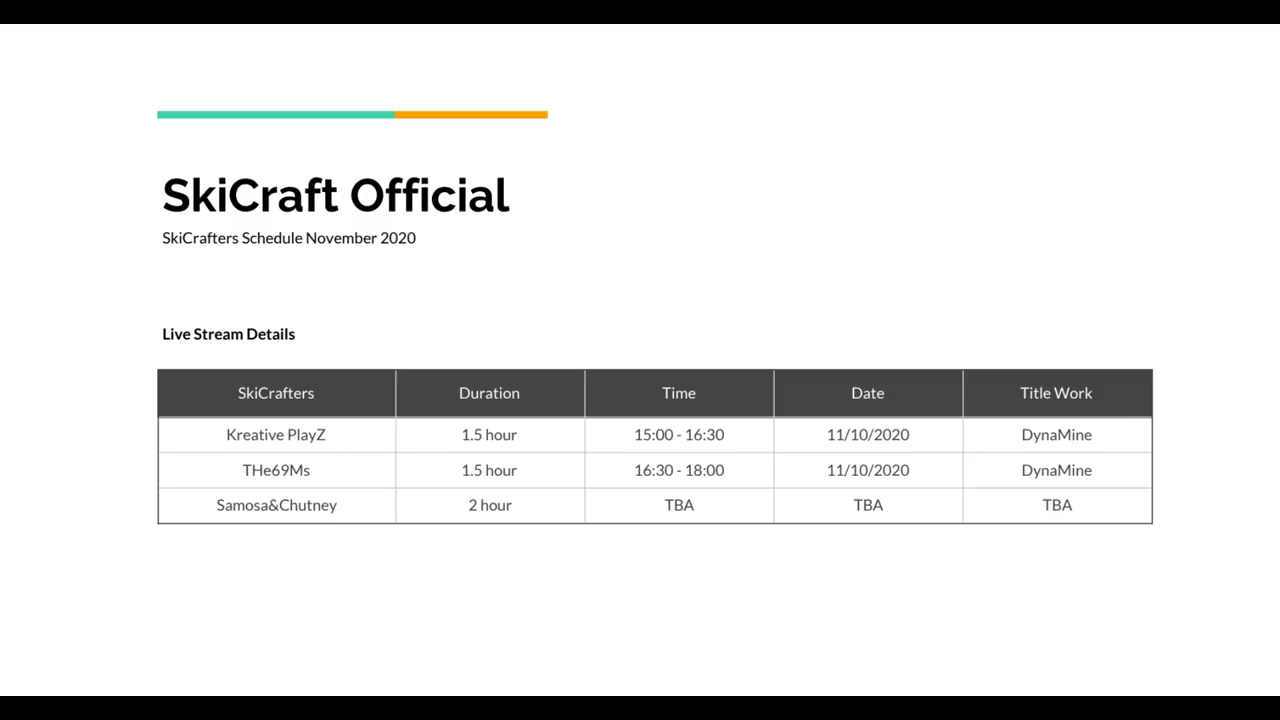 SkiCraft Official
SkiCrafters Schedule November 2020
Live Stream Details
SkiCrafters Duration Time Date Title Work
Kreative PlayZ 1.5 hour 15:00 - 16:30 11/10/2020 DynaMine
THe69Ms 1.5 hour 16:30 - 18:00 11/10/2020 DynaMine
Samosa&Chutney 2 hour TBA TBA TBA